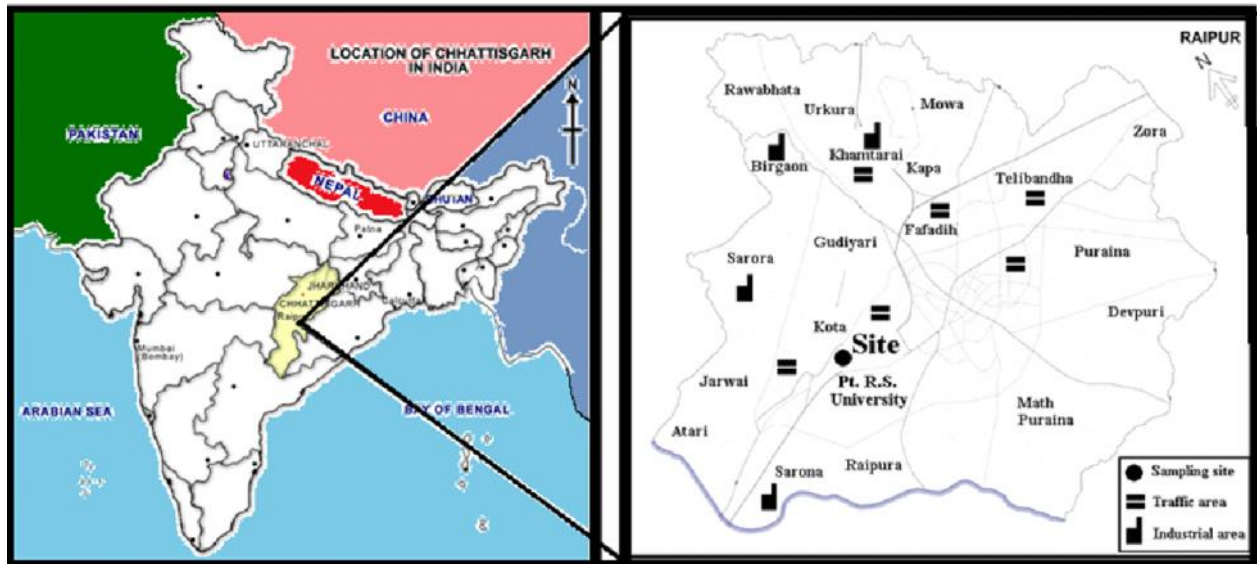 LOCATION OF CHHATTISGARH
IN INDIA
N
PAKISTAN
CHINA
UTTARANCHAL
NEPAL
BHUTAN
Patna
JHARKHAND
CHHATTISGARH
Raipur
Calcutta
Mumbai
(Bombay)
ARABIAN SEA
BAY OF BENGAL
RAIPUR
N
Rawabhata
Urkura
Mowa
Zora
Birgaon
Khamtarai
Kapa
Telibandha
Fafadih
Gudiyari
Puraina
Sarora
Devpuri
Kota
Site
Jarwai
Pt. R.S.
University
Math
Puraina
Atari
Raipura
Sarona
Sampling site
Traffic area
Industrial area